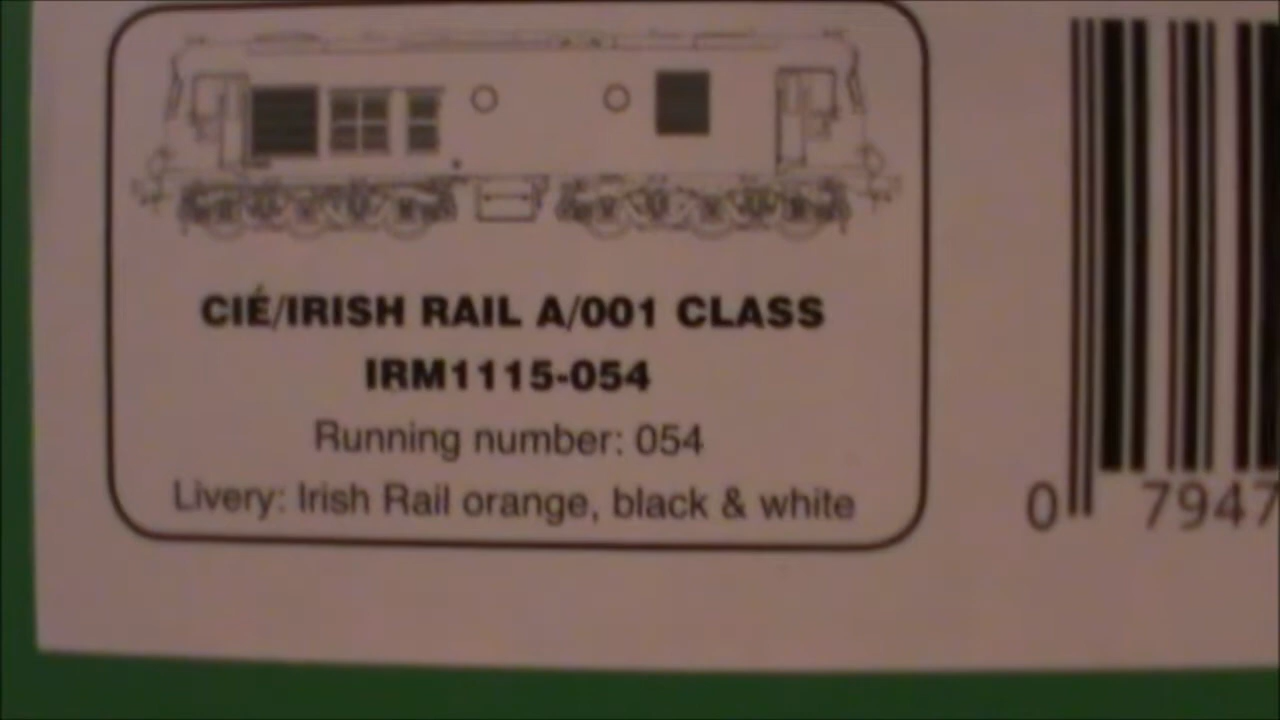 CIÉ/IRISH RAIL A/001 CLASS
IRM1115-054
Running number: 054
Livery: Irish Rail orange, black & white
0 7947